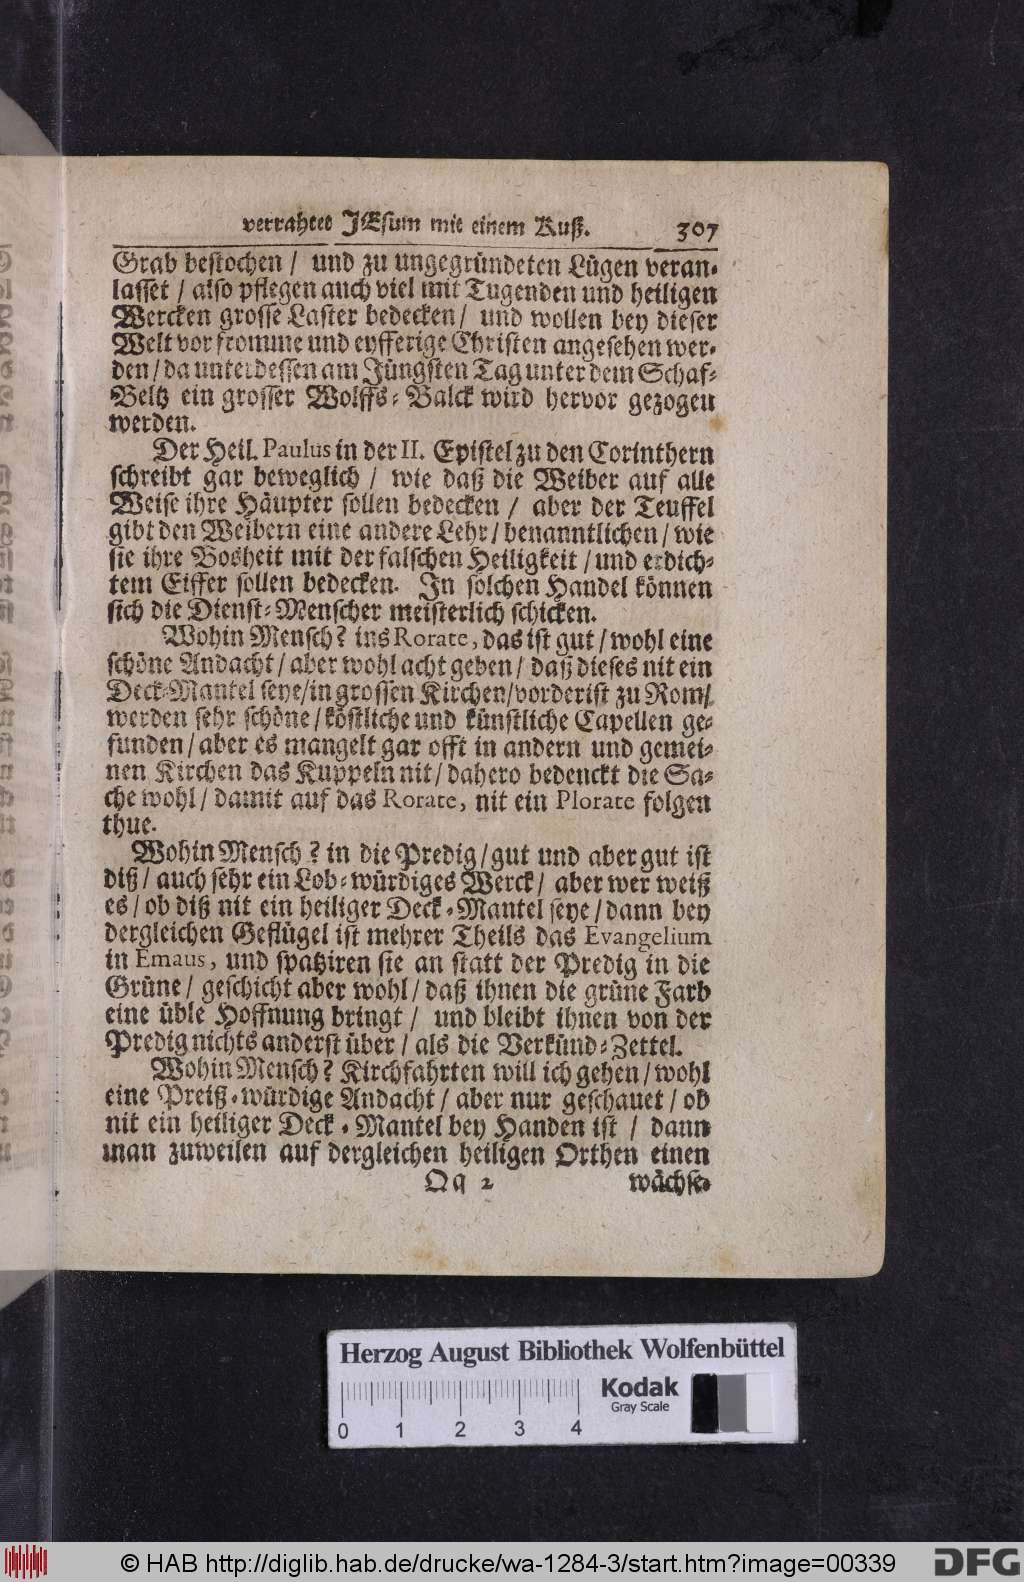 verrahtet JEsum mit einem Kuß. 307
Grab bestochen / und zu ungegründeten Lügen veran-
lasset / also pflegen auch viel mit Tugenden und heiligen
Wercken grosse Laster bedecken / und wollen bey dieser
Welt vor fromme und eyfferige Christen angesehen wer-
den / da unterdessen am Jüngsten Tag unter dem Schaf-
Beltz ein grosser Wolffs-Balck wird hervor gezogen
werden.
Der Heil. Paulus in der II. Epistel zu den Corinthern
schreibt gar beweglich / wie daß die Weiber auf alle
Weise ihre Häupter sollen bedecken / aber der Teuffel
gibt den Weibern eine andere Lehr / benanntlichen / wie
sie ihre Bosheit mit der falschen Heiligkeit / und erdich-
tem Eiffer sollen bedecken. In solchen Handel können
sich die Dienst-Menscher meisterlich schicken.
Wohin Mensch? ins Rorate, das ist gut / wohl eine
schöne Andacht / aber wohl acht geben / daß dieses nit ein
Deck-Mantel seye / in grossen Kirchen / vorderist zu Rom /
werden sehr schöne / köstliche und künstliche Capellen ge-
funden / aber es mangelt gar offt in andern und gemei-
nen Kirchen das Kuppeln nit / dahero bedenckt die Sa-
che wohl / damit auf das Rorate, nit ein Plorate folgen
thue.
Wohin Mensch? in die Predig / gut und aber gut ist
diß / auch sehr ein Lob-würdiges Werck / aber wer weiß
es / ob diß nit ein heiliger Deck-Mantel seye / dann bey
dergleichen Geflügel ist mehrer Theils das Evangelium
in Emaus, und spatziren sie an statt der Predig in die
Grüne / geschicht aber wohl / daß ihnen die grüne Farb
eine üble Hoffnung bringt / und bleibt ihnen von der
Predig nichts anderst über / als die Verkünd-Zettel.
Wohin Mensch? Kirchfahrten will ich gehen / wohl
eine Preiß-würdige Andacht / aber nur geschauet / ob
nit ein heiliger Deck-Mantel bey Handen ist / dann
man zuweilen auf dergleichen heiligen Orthen einen
Qq 2 wächse-
Herzog August Bibliothek Wolfenbüttel
Kodak
Gray Scale
0 1 2 3 4
© HAB http://diglib.hab.de/drucke/wa-1284-3/start.htm?image=00339
DFG